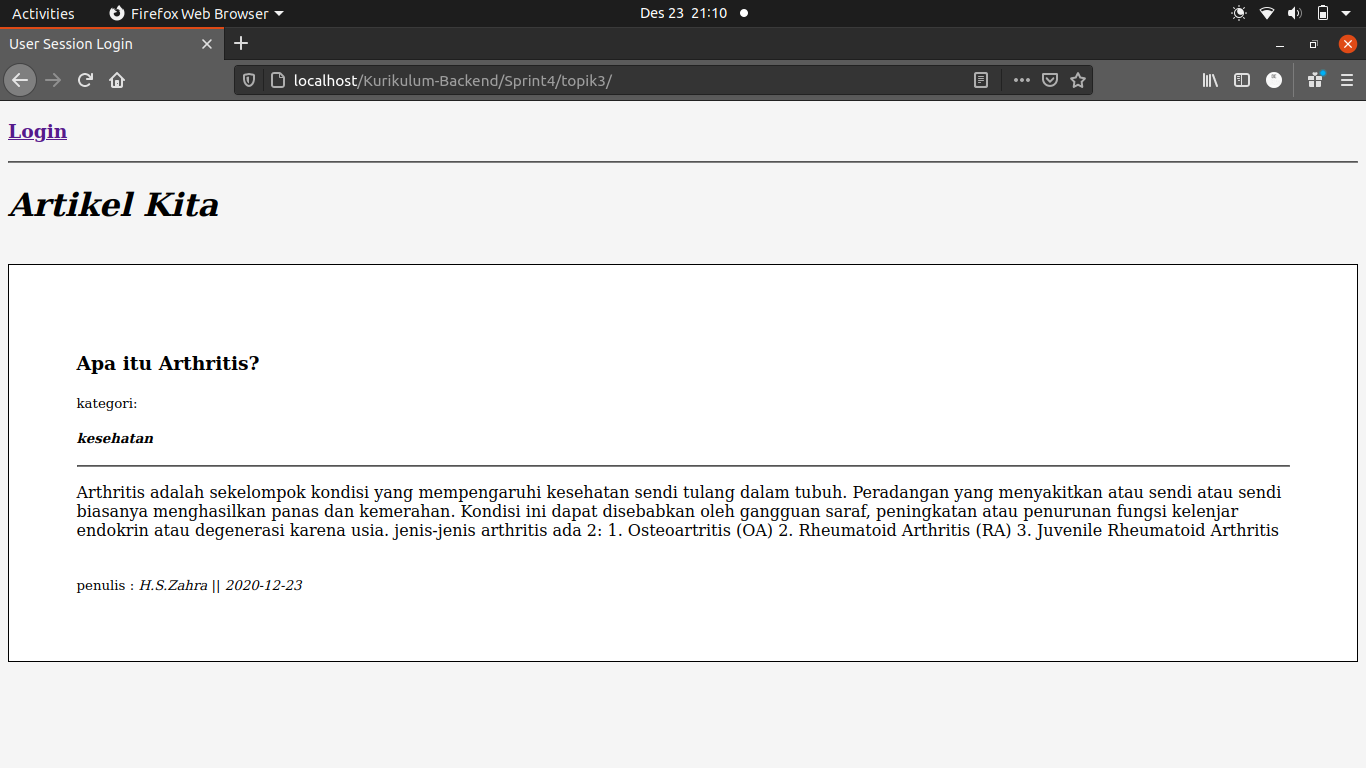 Activities Firefox Web Browser Des 23 21:10
User Session Login
localhost/Kurikulum-Backend/Sprint4/topik3/
Login
Artikel Kita
Apa itu Arthritis?
kategori:
kesehatan
Arthritis adalah sekelompok kondisi yang mempengaruhi kesehatan sendi tulang dalam tubuh. Peradangan yang menyakitkan atau sendi atau sendi
biasanya menghasilkan panas dan kemerahan. Kondisi ini dapat disebabkan oleh gangguan saraf, peningkatan atau penurunan fungsi kelenjar
endokrin atau degenerasi karena usia. jenis-jenis arthritis ada 2: 1. Osteoartritis (OA) 2. Rheumatoid Arthritis (RA) 3. Juvenile Rheumatoid Arthritis
penulis : H.S.Zahra || 2020-12-23